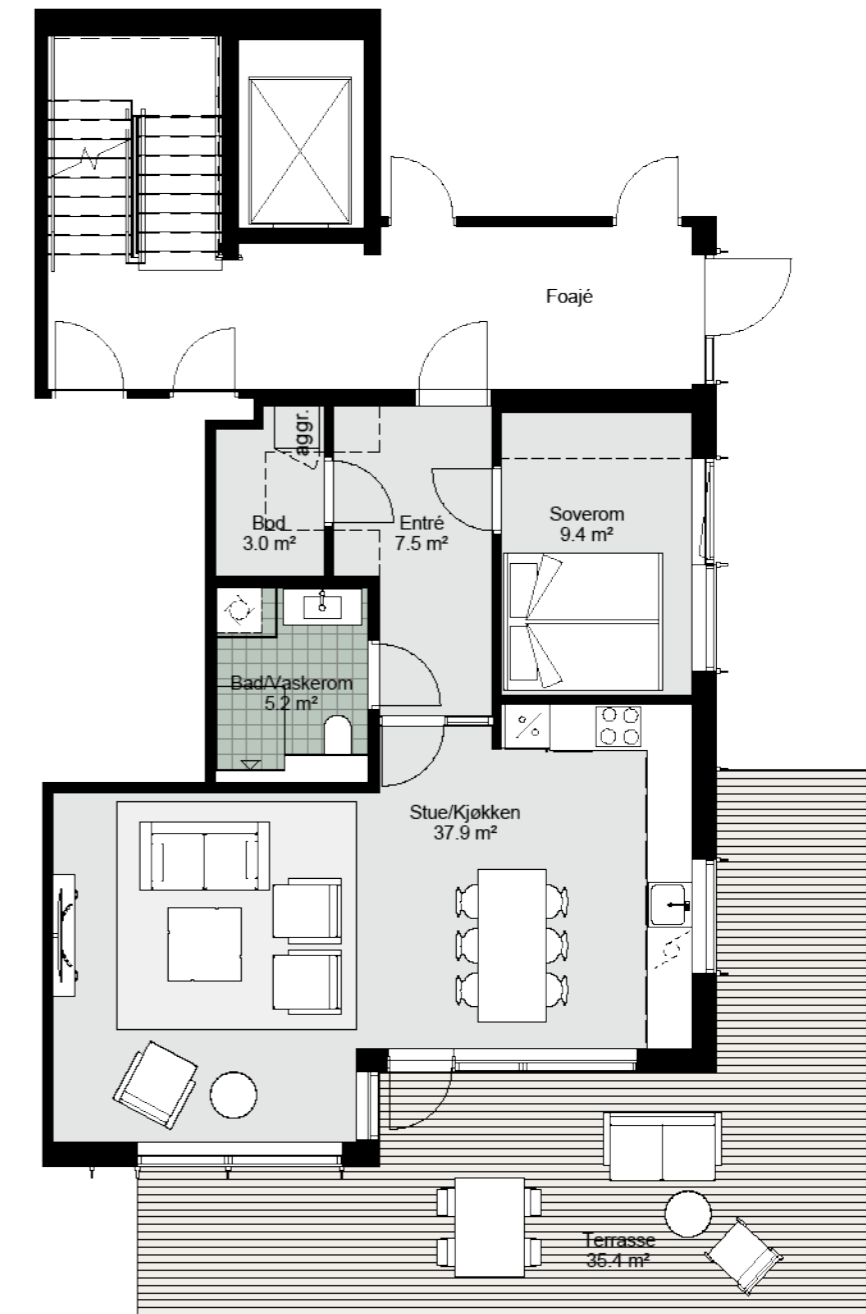 Foajé
aggr.
Bod
3.0 m²
Entré
7.5 m²
Soverom
9.4 m²
Bad/Vaskerom
5.2 m²
Stue/Kjøkken
37.9 m²
Terrasse
35.4 m²